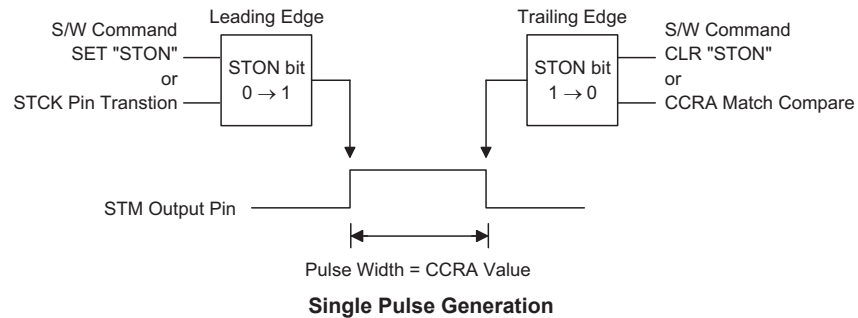 Leading Edge
S/W Command
SET "STON"
or
STCK Pin Transtion
STON bit
0 → 1
Trailing Edge
STON bit
1 → 0
S/W Command
CLR "STON"
or
CCRA Match Compare
STM Output Pin
Pulse Width = CCRA Value
Single Pulse Generation